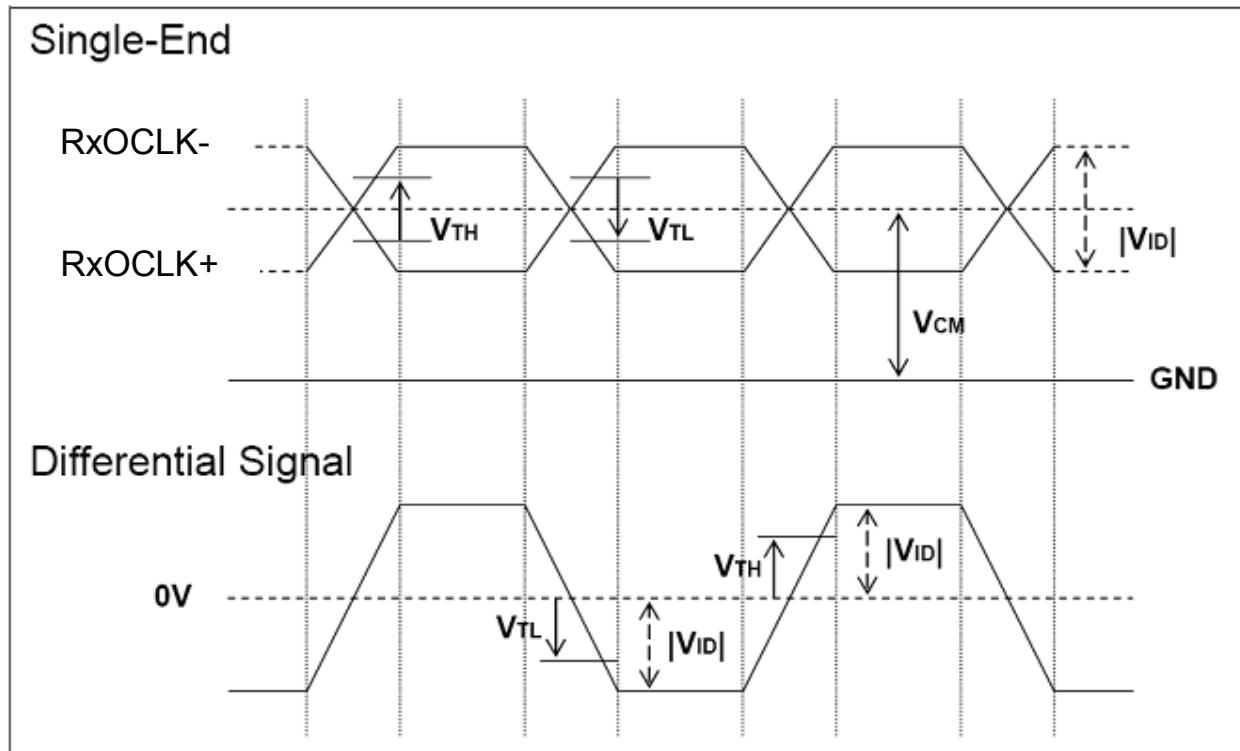 Single-End
RxOCLK-
VTH
VTL
|VID|
RxOCLK+
VCM
GND
Differential Signal
VTH
|VID|
0V
VTL
|VID|